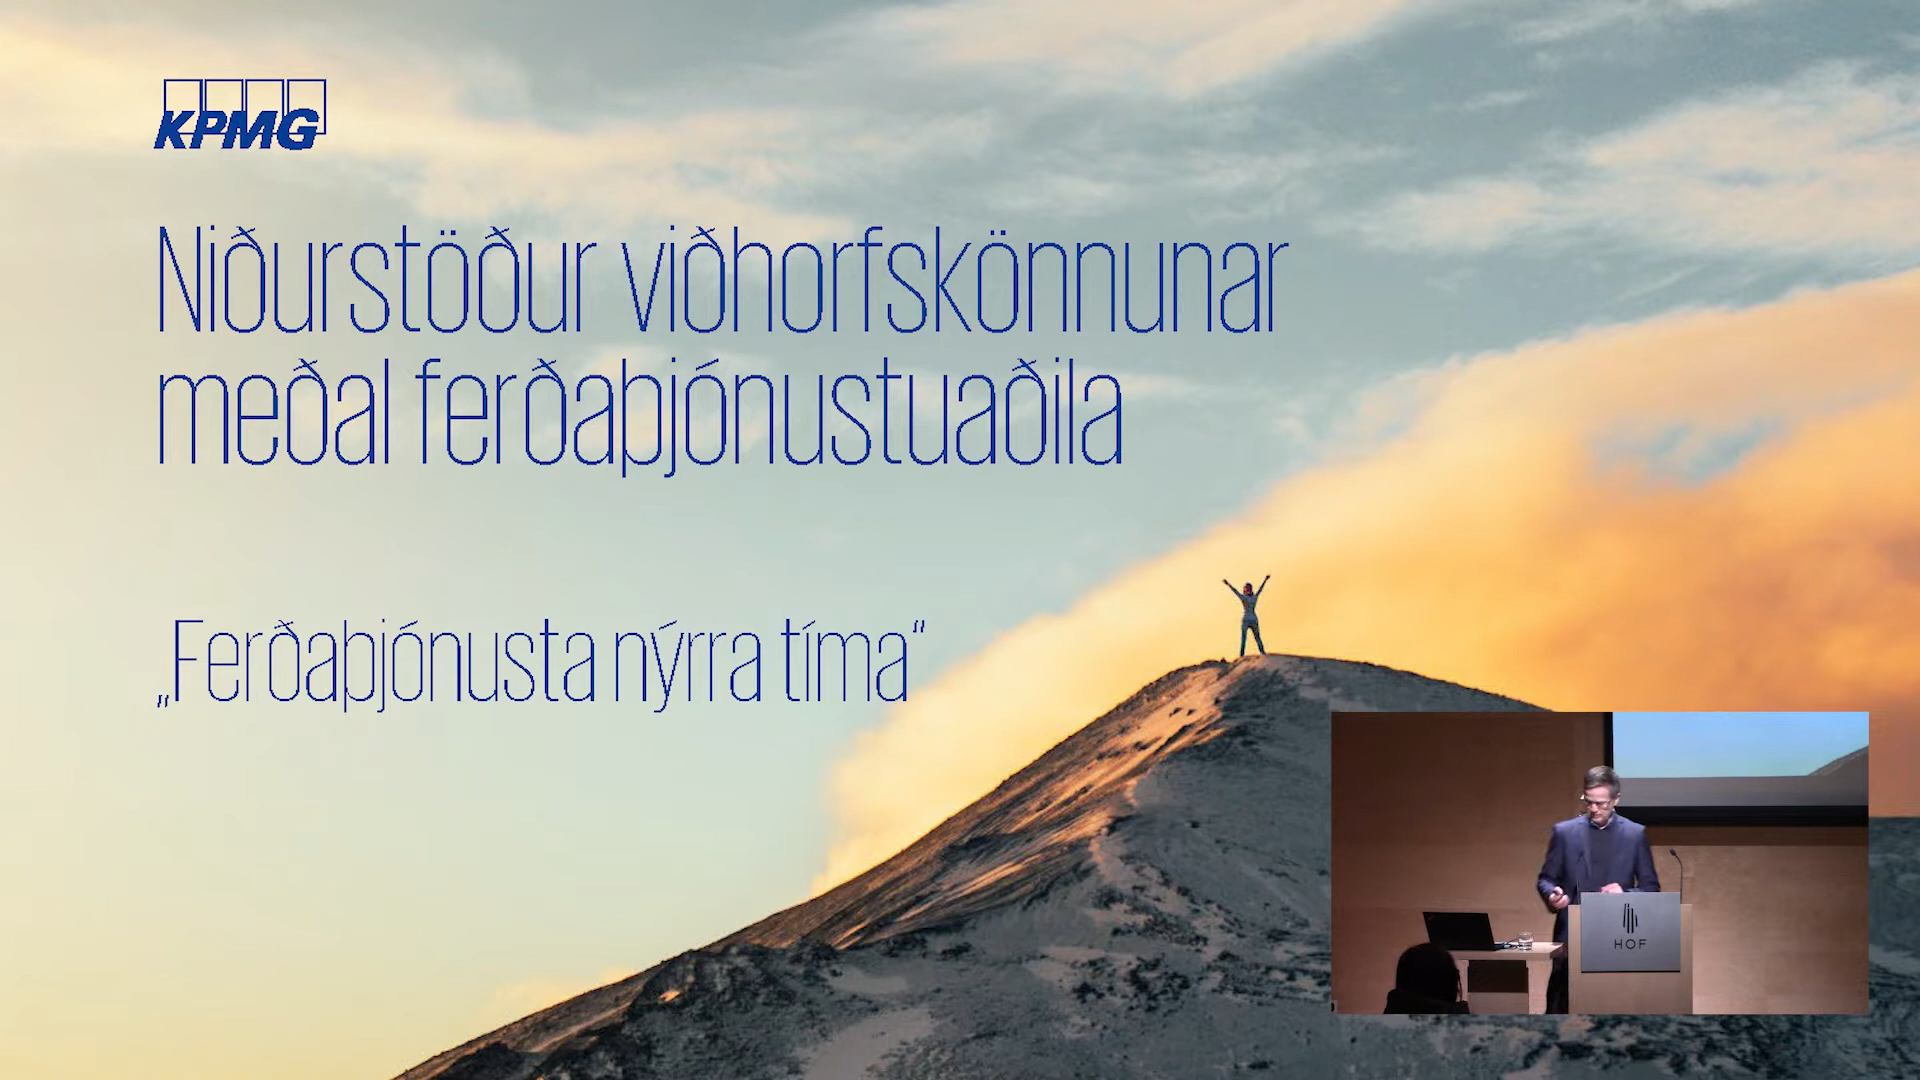 KPMG
Niðurstöður viðhorfskönnunar
meðal ferðaþjónustuaðila
„Ferðaþjónusta nýrra tíma“
HOF